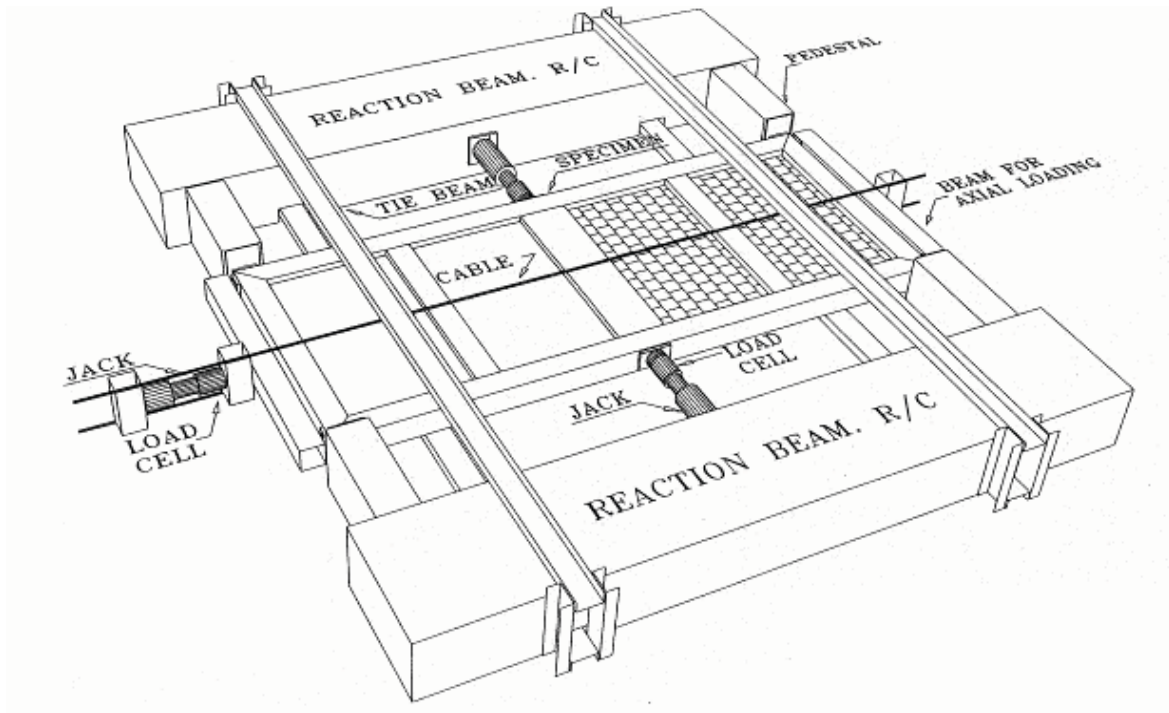 PEDESTAL
REACTION BEAM. R/C
SPECIMEN
TIE BEAM
BEAM FOR
AXIAL LOADING
CABLE
JACK
LOAD
CELL
LOAD
CELL
JACK
REACTION BEAM. R/C